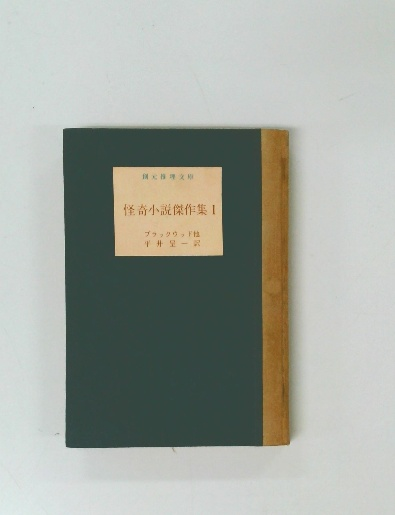 創元推理文庫
怪奇小説傑作集 1
ブラックウッド他
平井呈一訳